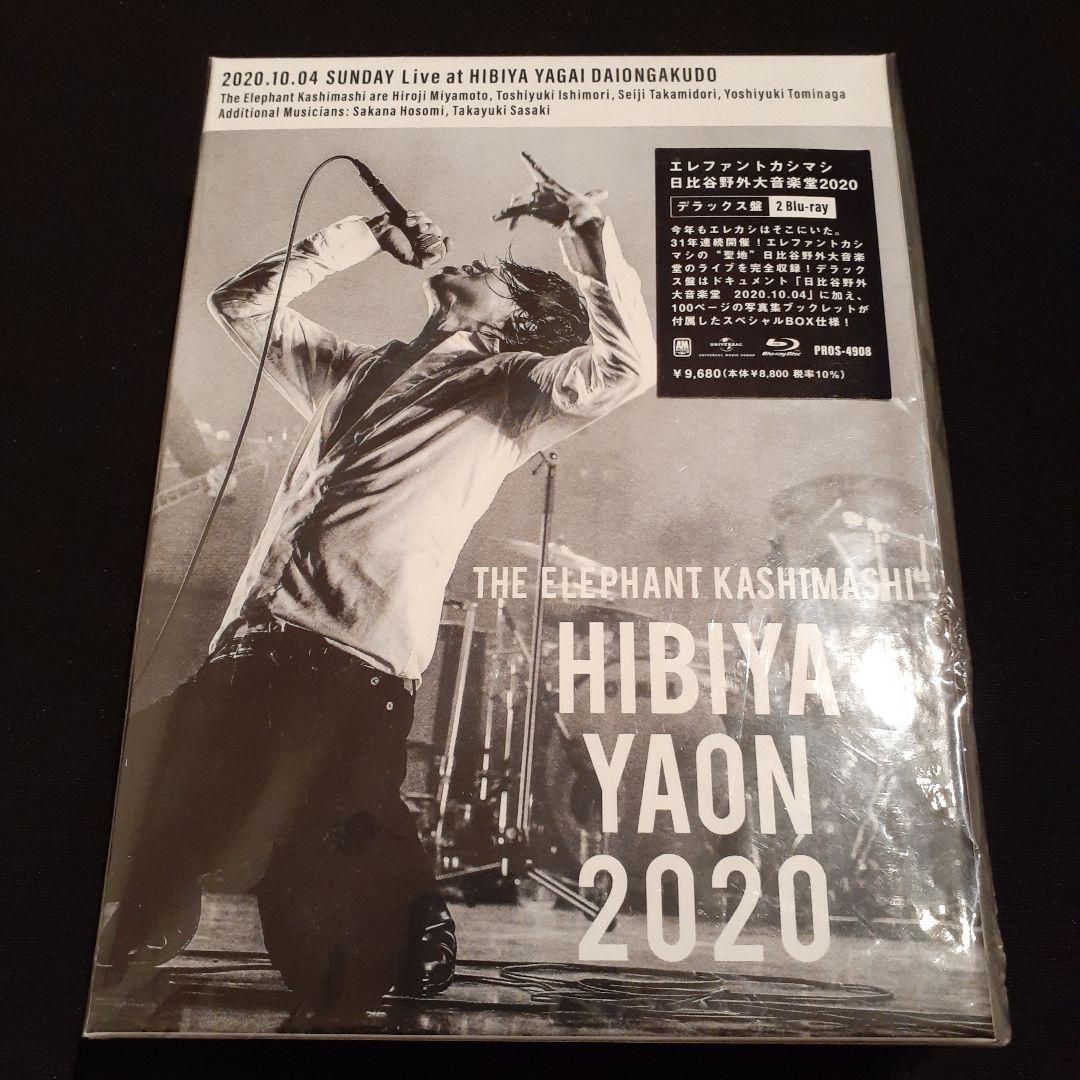 2020.10.04 SUNDAY Live at HIBIYA YAGAI DAIONGAKUDO
The Elephant Kashimashi are Hiroji Miyamoto, Toshiyuki Ishimori, Seiji Takamidori, Yoshiyuki Tominaga
Additional Musicians: Sakana Hosomi, Takayuki Sasaki
エレファントカシマシ
日比谷野外大音楽堂2020
デラックス盤 2 Blu-ray
今年もエレカシはそこにいた。
31年連続開催！エレファントカシ
マシの“聖地”日比谷野外大音楽
堂のライブを完全収録！デラック
ス盤はドキュメント「日比谷野外
大音楽堂 2020.10.04」に加え、
100ページの写真集ブックレットが
付属したスペシャルBOX仕様！
AM UNIVERSAL UNIVERSAL MUSIC GROUP Blu-ray Disc PROS-4908
¥9,680(本体¥8,800 税率10%)
THE ELEPHANT KASHIMASHI
HIBIYA
YAON
2020